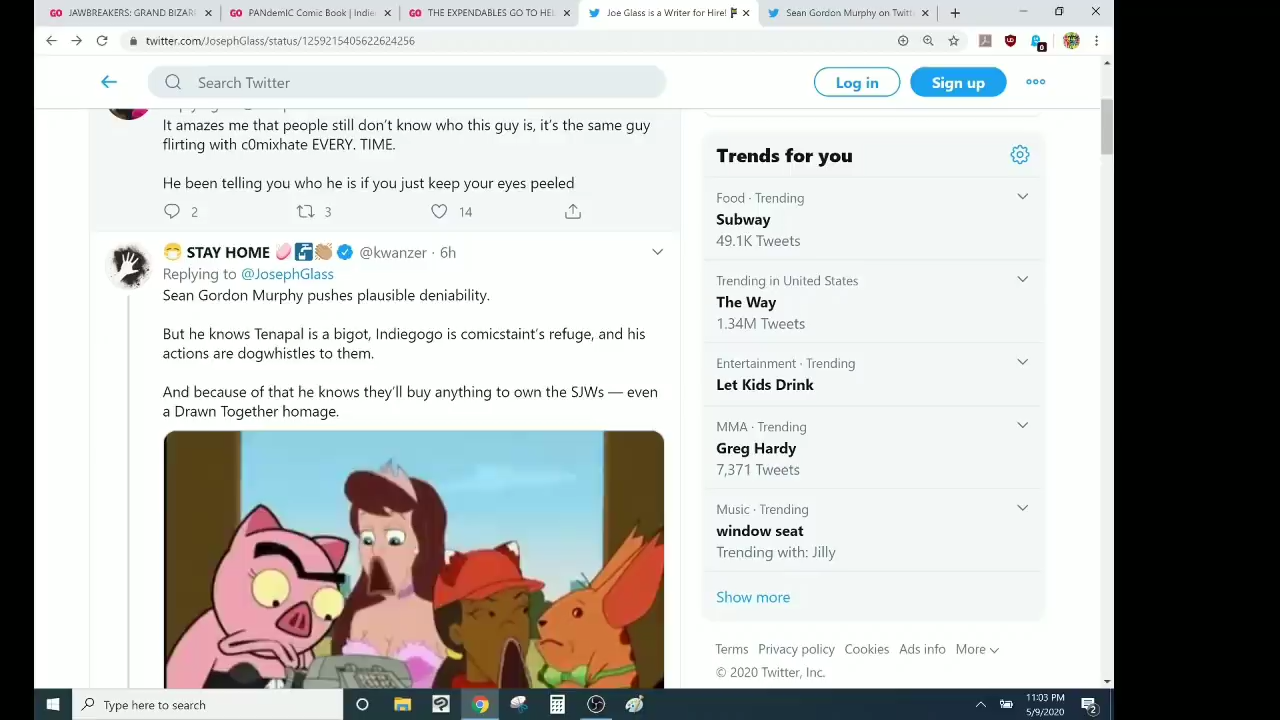 JAWBREAKERS: GRAND BIZAR
PANdemIC Comic Book | Indie
THE EXPENDABLES GO TO HEL
Joe Glass is a Writer for Hire!
Sean Gordon Murphy on Twitt
twitter.com/JosephGlass/status/1259215405622624256
Search Twitter
Log in
Sign up
It amazes me that people still don't know who this guy is, it's the same guy
flirting with c0mixhate EVERY. TIME.
He been telling you who he is if you just keep your eyes peeled
2
3
14
STAY HOME @kwanzer · 6h
Replying to @JosephGlass
Sean Gordon Murphy pushes plausible deniability.
But he knows Tenapal is a bigot, Indiegogo is comicstaint's refuge, and his
actions are dogwhistles to them.
And because of that he knows they'll buy anything to own the SJWs — even
a Drawn Together homage.
Trends for you
Food · Trending
Subway
49.1K Tweets
Trending in United States
The Way
1.34M Tweets
Entertainment · Trending
Let Kids Drink
MMA · Trending
Greg Hardy
7,371 Tweets
Music · Trending
window seat
Trending with: Jilly
Show more
Terms Privacy policy Cookies Ads info More
© 2020 Twitter, Inc.
Type here to search
11:03 PM
5/9/2020
2